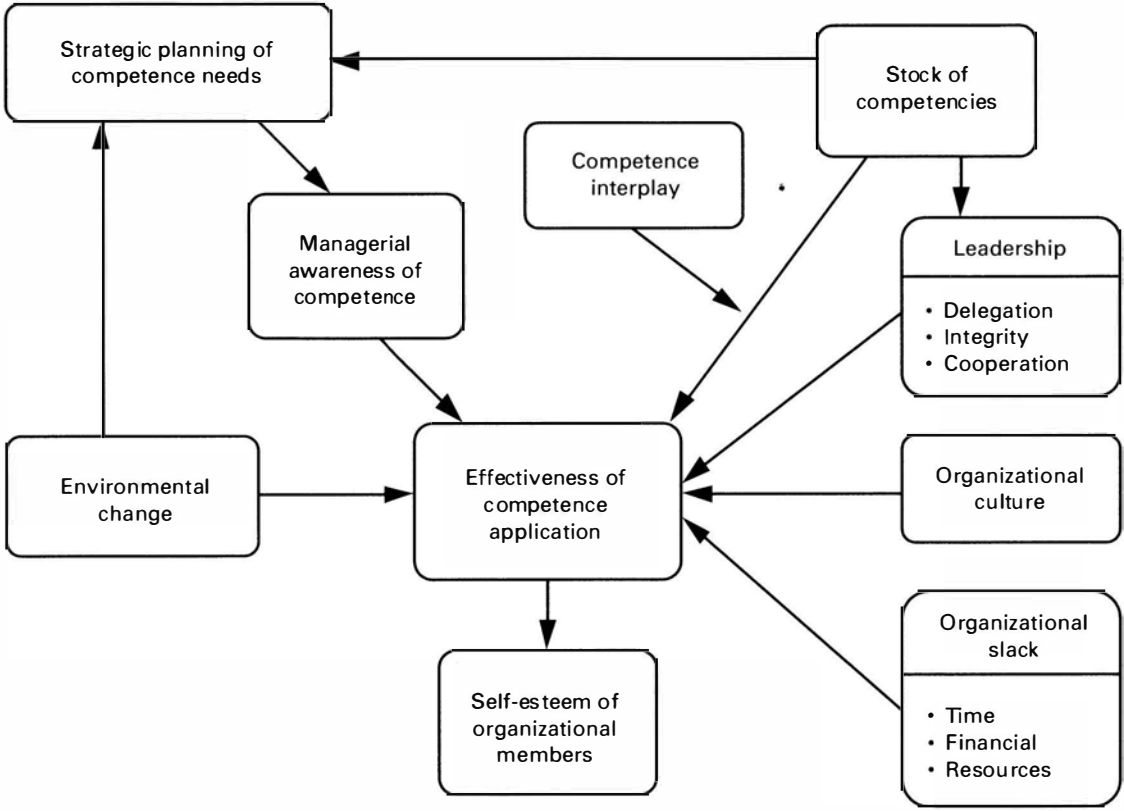 Strategic planning of
competence needs
Stock of
competencies
Competence
interplay
Managerial
awareness of
competence
Leadership
• Delegation
• Integrity
• Cooperation
Environmental
change
Effectiveness of
competence
application
Organizational
culture
Organizational
slack
• Time
• Financial
• Resources
Self-esteem of
organizational
members